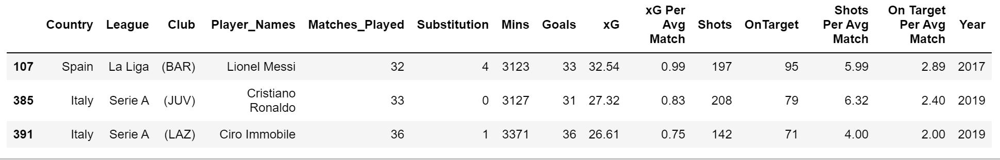 Country League Club Player_Names Matches_Played Substitution Mins Goals xG xG Per Avg Match Shots OnTarget Shots Per Avg Match On Target Per Avg Match Year
107 Spain La Liga (BAR) Lionel Messi 32 4 3123 33 32.54 0.99 197 95 5.99 2.89 2017
385 Italy Serie A (JUV) Cristiano Ronaldo 33 0 3127 31 27.32 0.83 208 79 6.32 2.40 2019
391 Italy Serie A (LAZ) Ciro Immobile 36 1 3371 36 26.61 0.75 142 71 4.00 2.00 2019